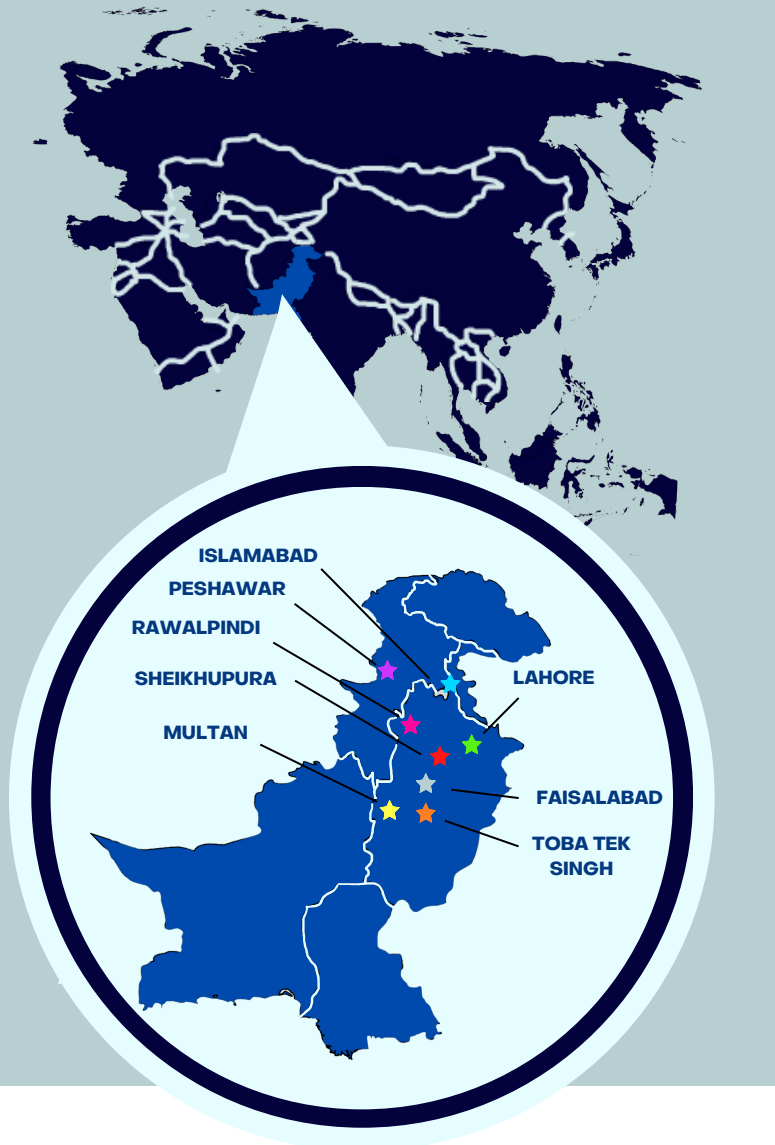 ISLAMABAD
PESHAWAR
RAWALPINDI
SHEIKHUPURA
LAHORE
MULTAN
FAISALABAD
TOBA TEK
SINGH